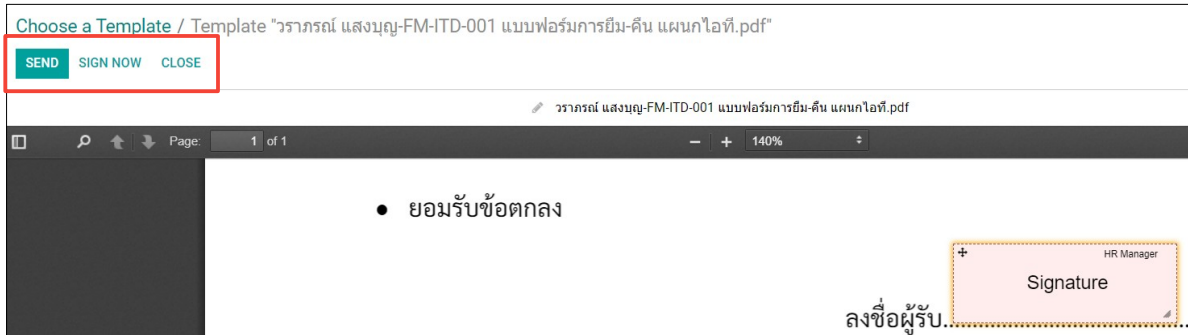 Choose a Template / Template "วราภรณ์ แสงบุญ-FM-ITD-001 แบบฟอร์มการยืม-คืน แผนกไอที.pdf"
SEND SIGN NOW CLOSE
วราภรณ์ แสงบุญ-FM-ITD-001 แบบฟอร์มการยืม-คืน แผนกไอที.pdf
Page: 1 of 1 140%
● ยอมรับข้อตกลง
HR Manager
Signature
ลงชื่อผู้รับ................................................